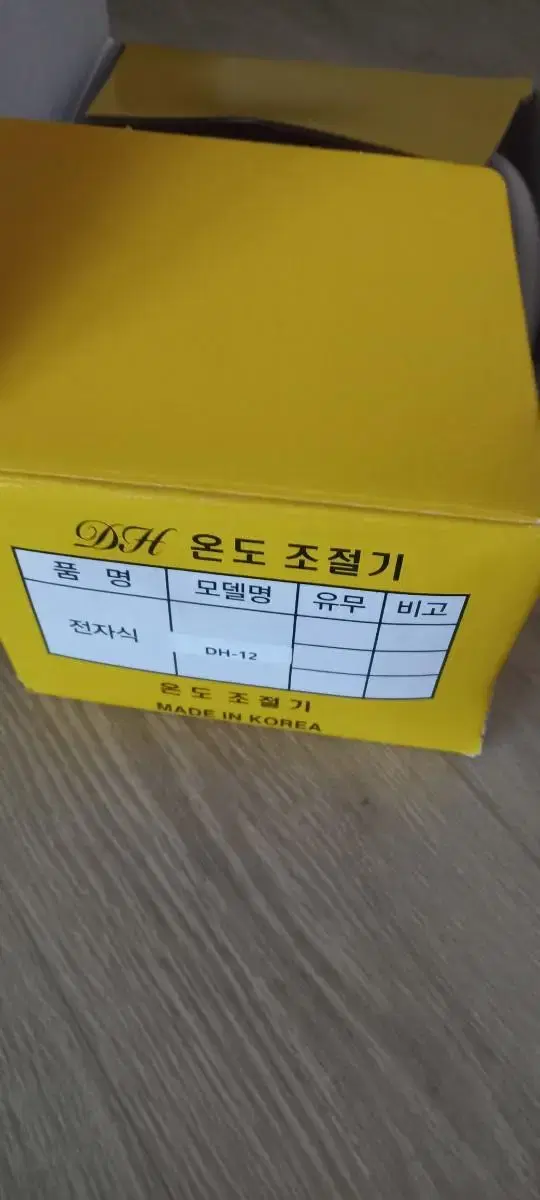 DH 온도 조절기
품 명 모델명 유무 비고
전자식 DH-12
온 도 조 절 기
MADE IN KOREA